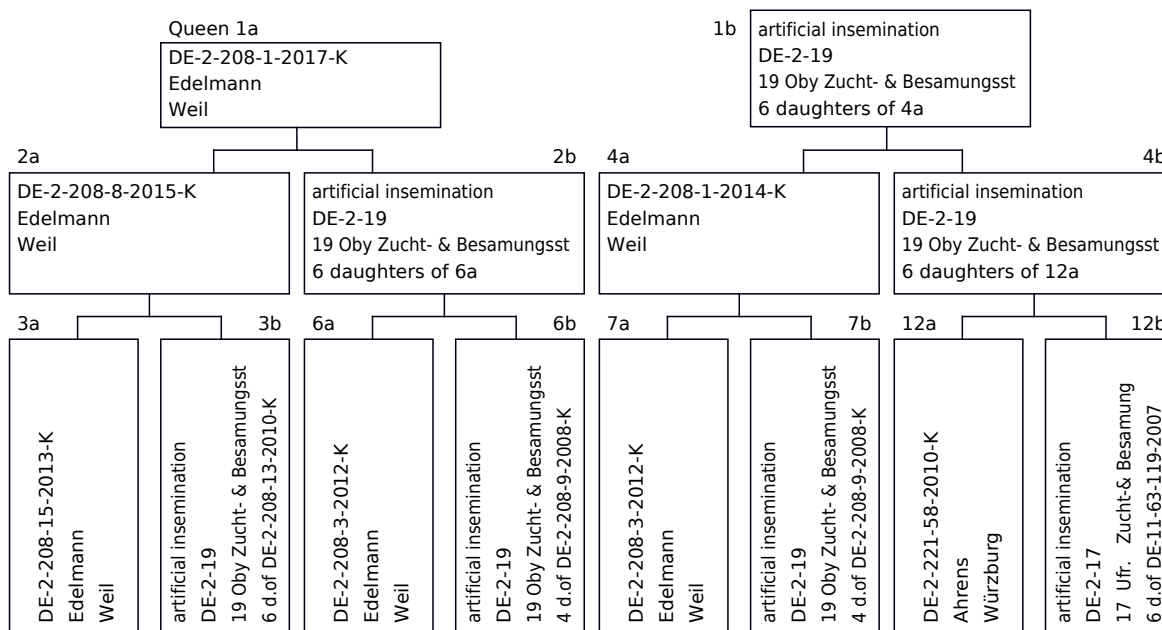 Queen 1a
DE-2-208-1-2017-K
Edelmann
Weil
1b
artificial insemination
DE-2-19
19 Oby Zucht- & Besamungsst
6 daughters of 4a
2a
DE-2-208-8-2015-K
Edelmann
Weil
2b
artificial insemination
DE-2-19
19 Oby Zucht- & Besamungsst
6 daughters of 6a
4a
DE-2-208-1-2014-K
Edelmann
Weil
4b
artificial insemination
DE-2-19
19 Oby Zucht- & Besamungsst
6 daughters of 12a
3a
DE-2-208-15-2013-K
Edelmann
Weil
3b
artificial insemination
DE-2-19
19 Oby Zucht- & Besamungsst
6 d.of DE-2-208-13-2010-K
6a
DE-2-208-3-2012-K
Edelmann
Weil
6b
artificial insemination
DE-2-19
19 Oby Zucht- & Besamungsst
4 d.of DE-2-208-9-2008-K
7a
DE-2-208-3-2012-K
Edelmann
Weil
7b
artificial insemination
DE-2-19
19 Oby Zucht- & Besamungsst
4 d.of DE-2-208-9-2008-K
12a
DE-2-221-58-2010-K
Ahrens
Würzburg
12b
artificial insemination
DE-2-17
17 Ufr. Zucht-& Besamung
6 d.of DE-11-63-119-2007